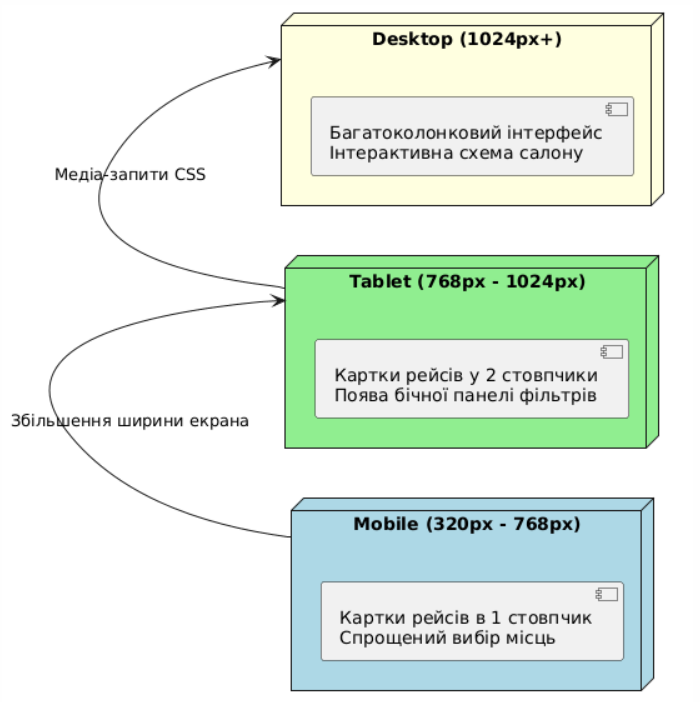 Desktop (1024px+)
Багатоколонковий інтерфейс
Інтерактивна схема салону
Медіа-запити CSS
Tablet (768px - 1024px)
Картки рейсів у 2 стовпчики
Поява бічної панелі фільтрів
Збільшення ширини екрана
Mobile (320px - 768px)
Картки рейсів в 1 стовпчик
Спрощений вибір місць